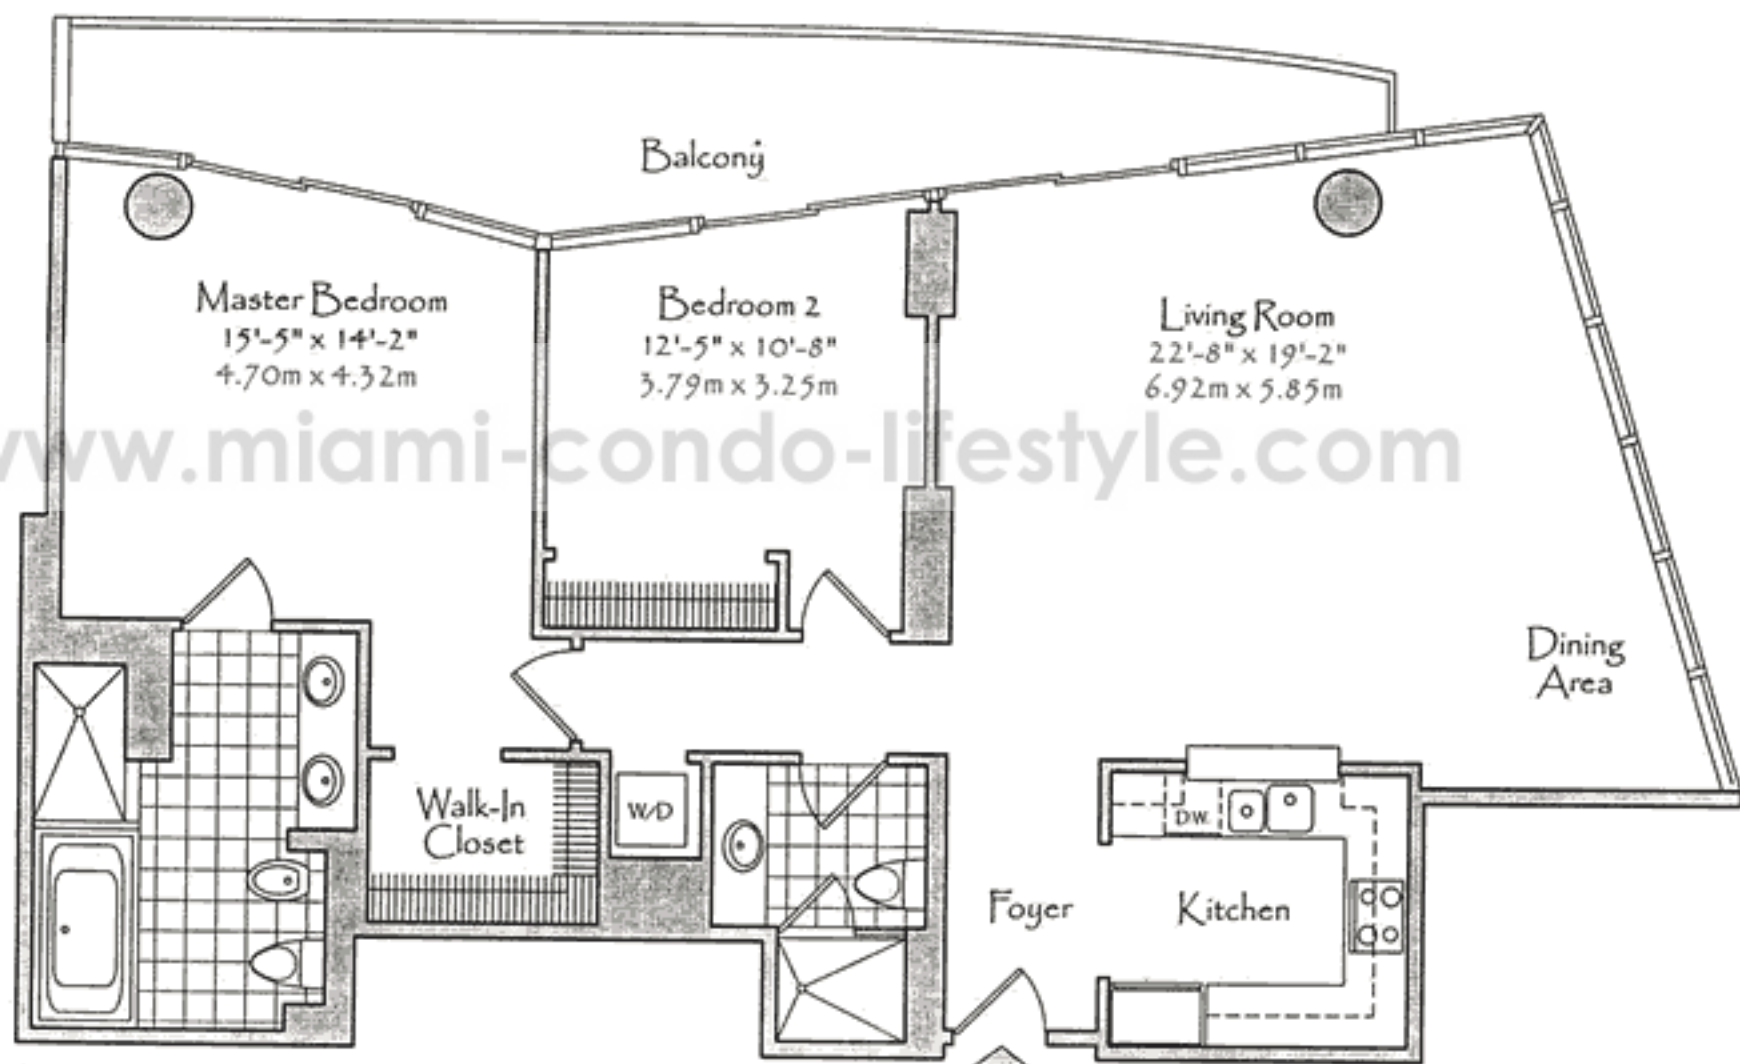 Balcony
Master Bedroom
15'-5" x 14'-2"
4.70m x 4.32m
Bedroom 2
12'-5" x 10'-8"
3.79m x 3.25m
Living Room
22'-8" x 19'-2"
6.92m x 5.85m
www.miami-condo-lifestyle.com
Dining
Area
Walk-In
Closet
W/D
D.W.
Foyer
Kitchen